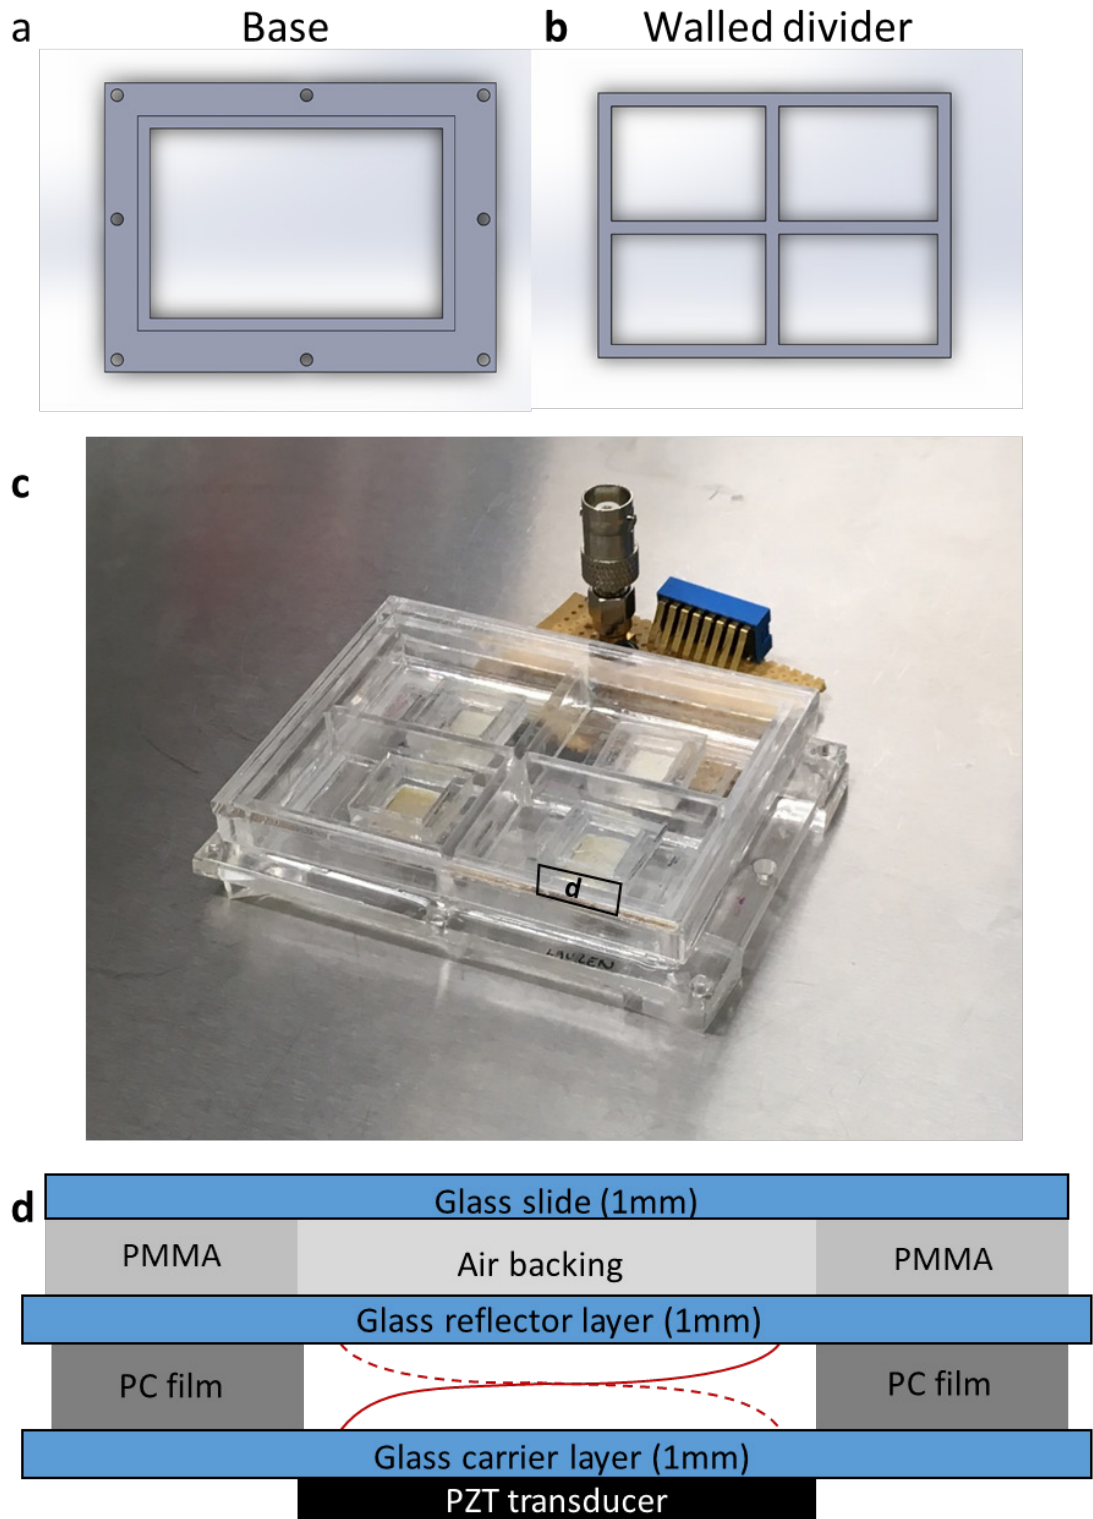 a Base b Walled divider
c
d
LAUREN
d Glass slide (1mm)
PMMA Air backing PMMA
Glass reflector layer (1mm)
PC film PC film
Glass carrier layer (1mm)
PZT transducer